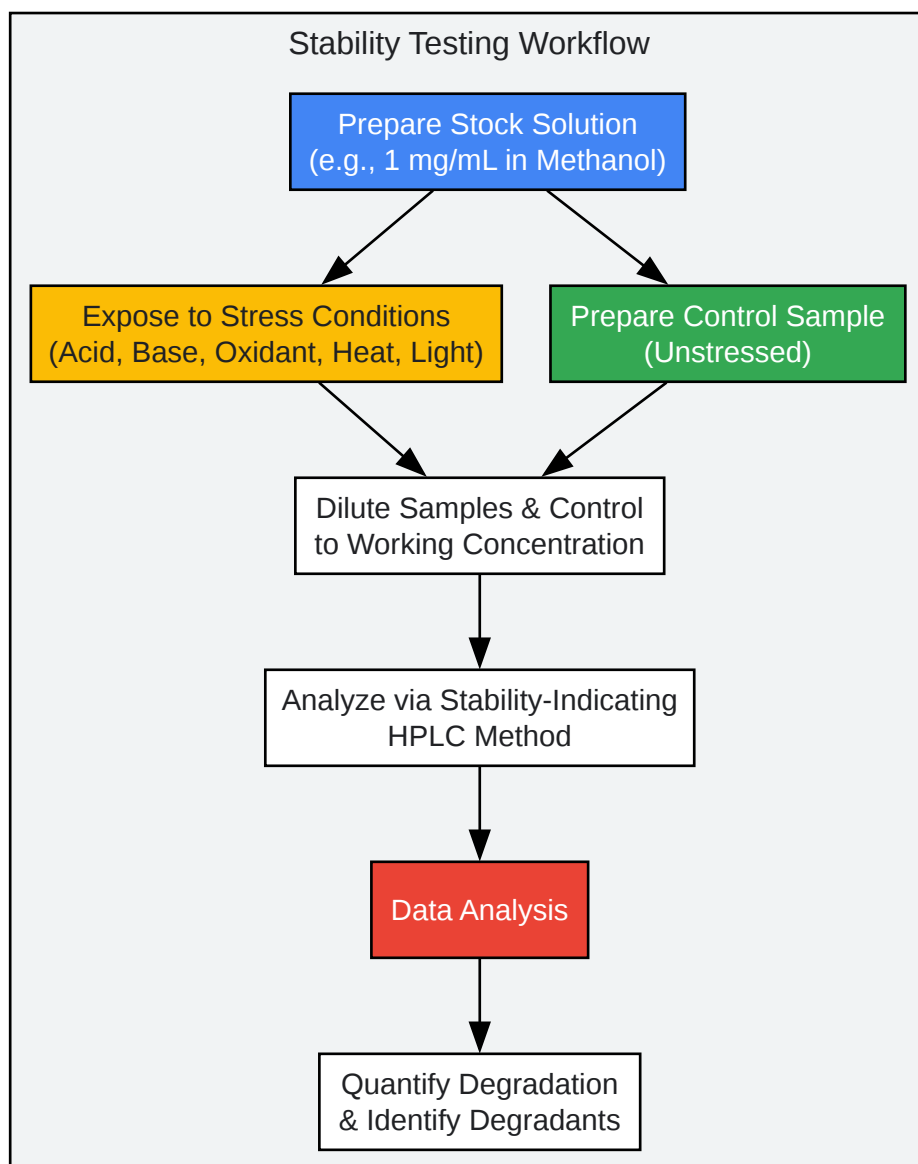 Stability Testing Workflow
Prepare Stock Solution
(e.g., 1 mg/mL in Methanol)
Expose to Stress Conditions
(Acid, Base, Oxidant, Heat, Light)
Prepare Control Sample
(Unstressed)
Dilute Samples & Control
to Working Concentration
Analyze via Stability-Indicating
HPLC Method
Data Analysis
Quantify Degradation
& Identify Degradants